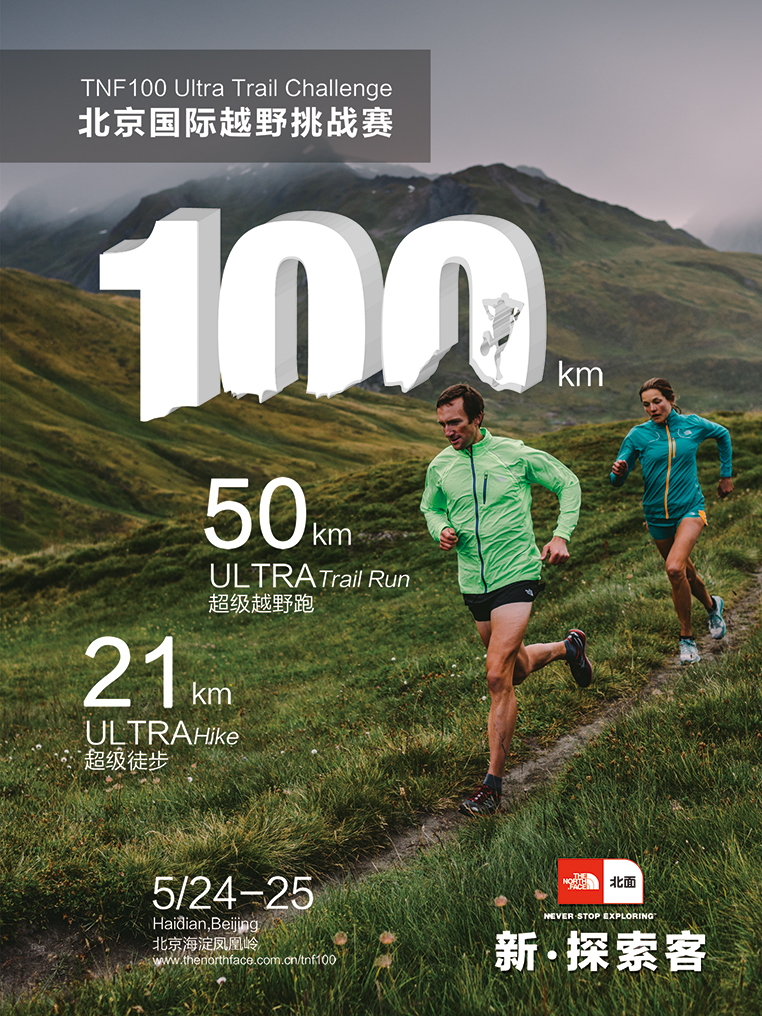 TNF100 Ultra Trail Challenge
北京国际越野挑战赛
100 km
50 km
ULTRA Trail Run
超级越野跑
21 km
ULTRA Hike
超级徒步
5/24-25
Haidian,Beijing
北京海淀凤凰岭
www.thenorthface.com.cn/tnf100
THE
NORTH
FACE
北面
NEVER STOP EXPLORING™
新·探索客